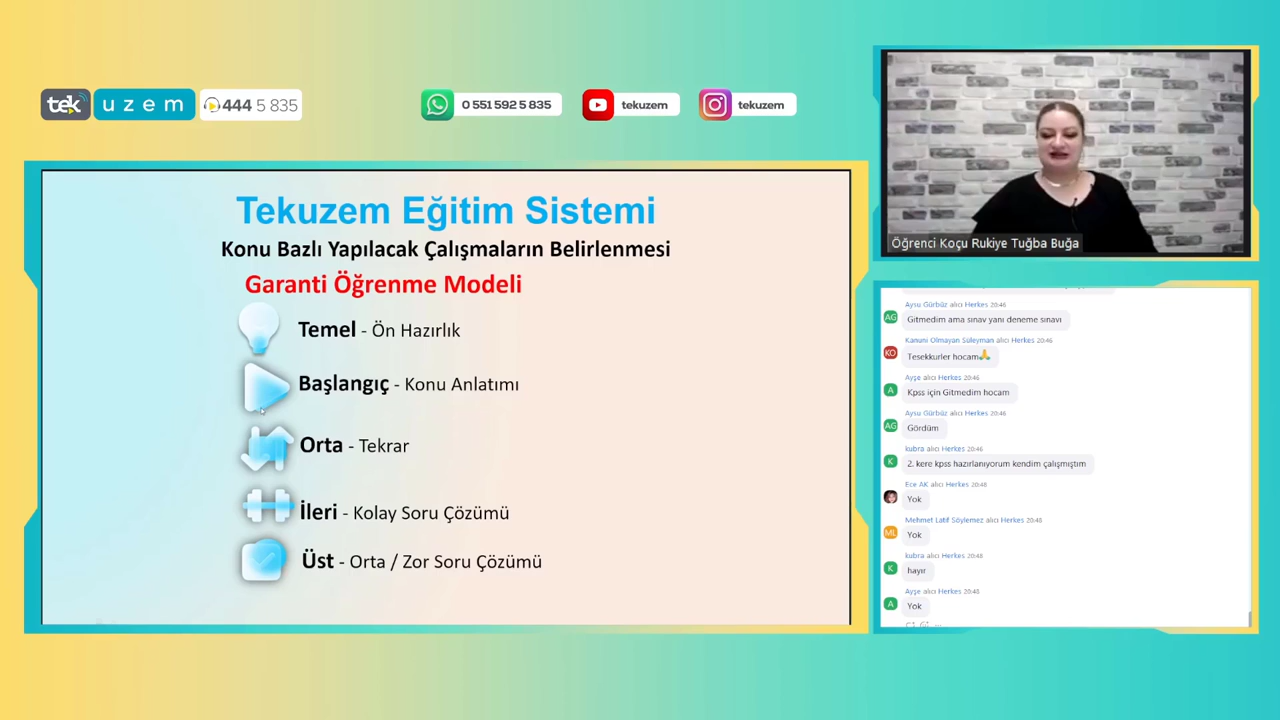 tek uzem 444 5 835
0 551 592 5 835
tekuzem
tekuzem
Tekuzem Eğitim Sistemi
Konu Bazlı Yapılacak Çalışmaların Belirlenmesi
Garanti Öğrenme Modeli
Temel - Ön Hazırlık
Başlangıç - Konu Anlatımı
Orta - Tekrar
İleri - Kolay Soru Çözümü
Üst - Orta / Zor Soru Çözümü
Öğrenci Koçu Rukiye Tuğba Buğa
Aysu Gürbüz alıcı Herkes 20:46
AG
Gitmedim ama sınav yanı deneme sınavı
Kanuni Olmayan Süleyman alıcı Herkes 20:46
KO
Tesekkurler hocam🙏
Ayşe alıcı Herkes 20:46
A
Kpss için Gitmedim hocam
Aysu Gürbüz alıcı Herkes 20:46
AG
Gördüm
kubra alıcı Herkes 20:46
K
2. kere kpss hazırlanıyorum kendim çalışmıştım
Ece AK alıcı Herkes 20:48
Yok
Mehmet Latif Söylemez alıcı Herkes 20:48
ML
Yok
kubra alıcı Herkes 20:48
K
hayır
Ayşe alıcı Herkes 20:48
A
Yok